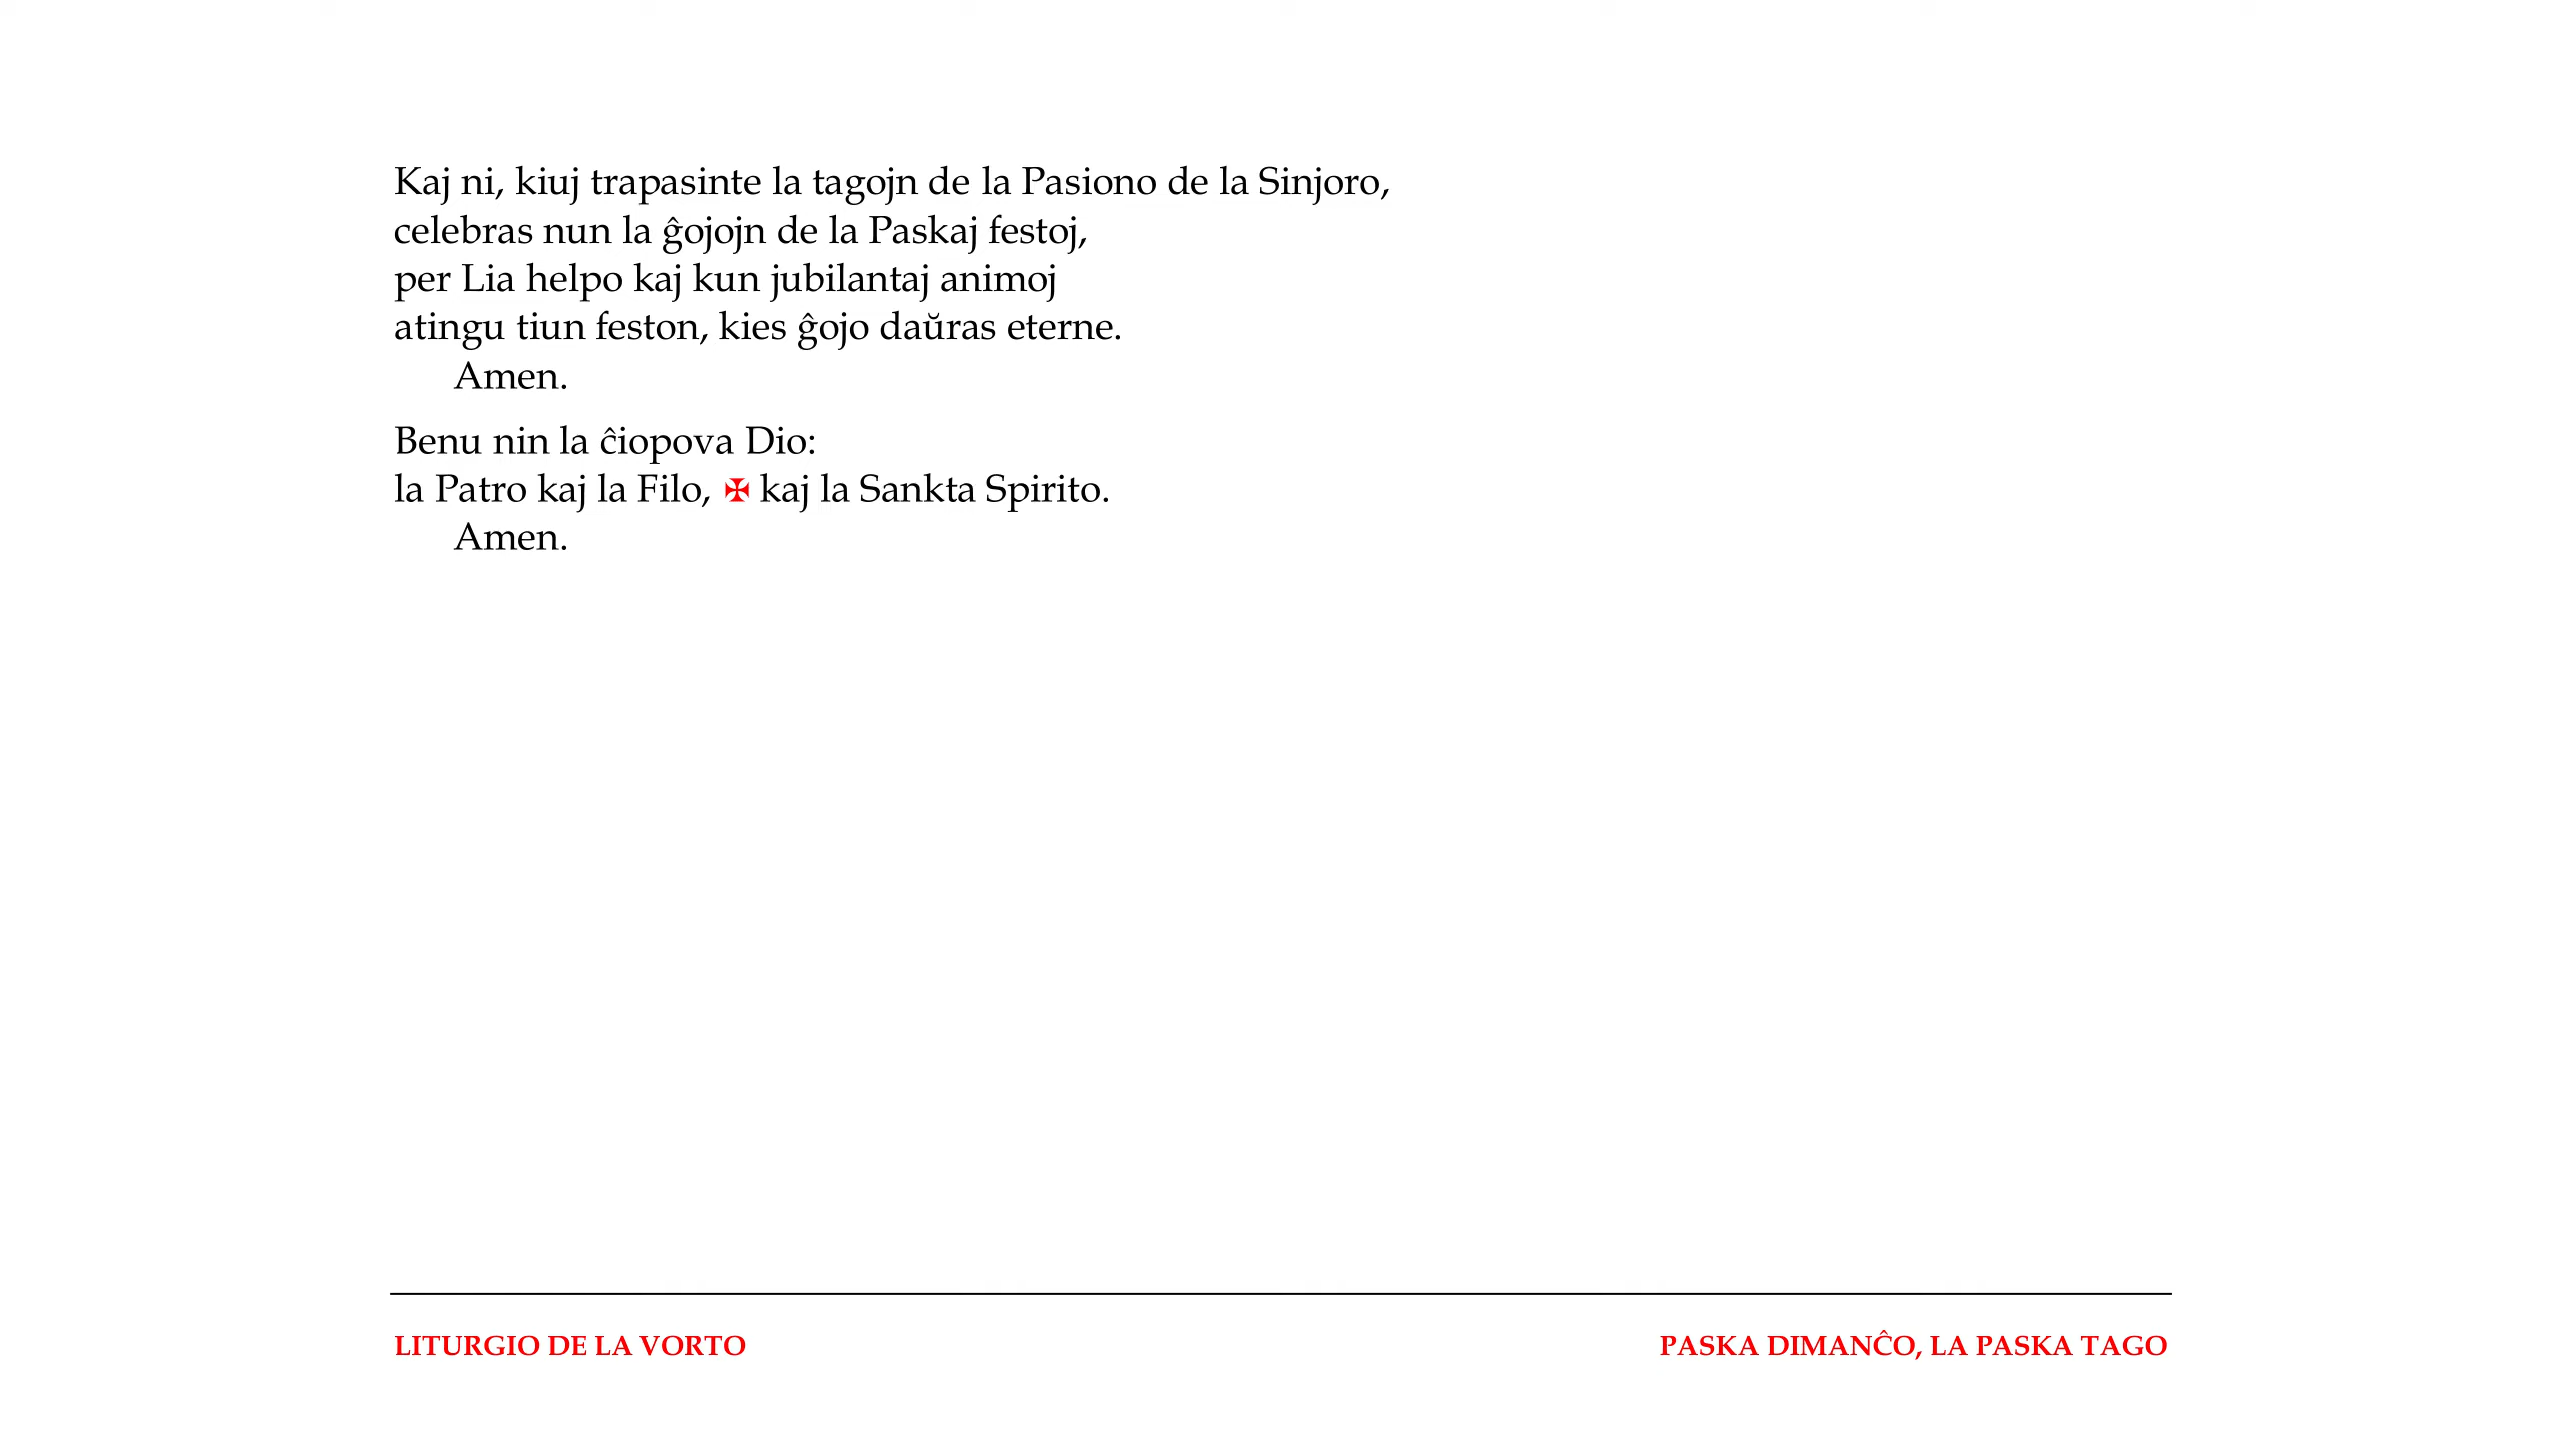 Kaj ni, kiuj trapasinte la tagojn de la Pasiono de la Sinjoro,
celebras nun la ĝojojn de la Paskaj festoj,
per Lia helpo kaj kun jubilantaj animoj
atingu tiun feston, kies ĝojo daŭras eterne.
Amen.
Benu nin la ĉiopova Dio:
la Patro kaj la Filo, ✠ kaj la Sankta Spirito.
Amen.
LITURGIO DE LA VORTO
PASKA DIMANĈO, LA PASKA TAGO